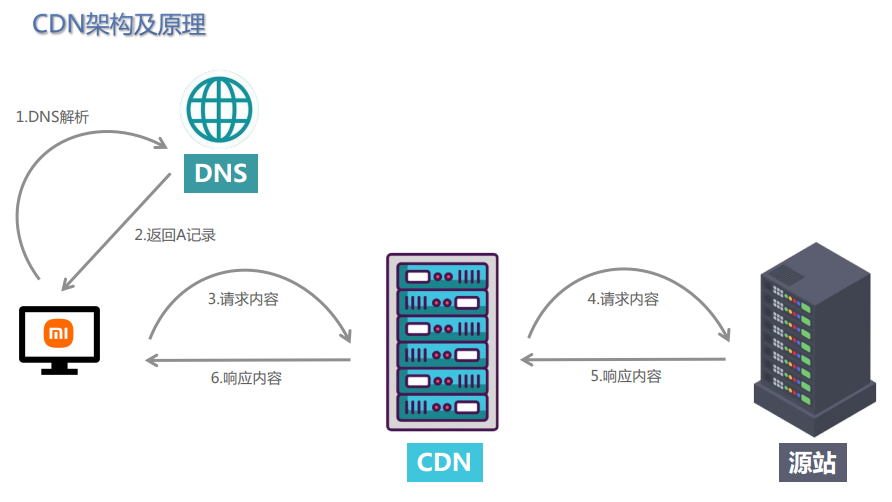 CDN架构及原理
1.DNS解析
DNS
2.返回A记录
3.请求内容
4.请求内容
mi
6.响应内容
5.响应内容
CDN
源站